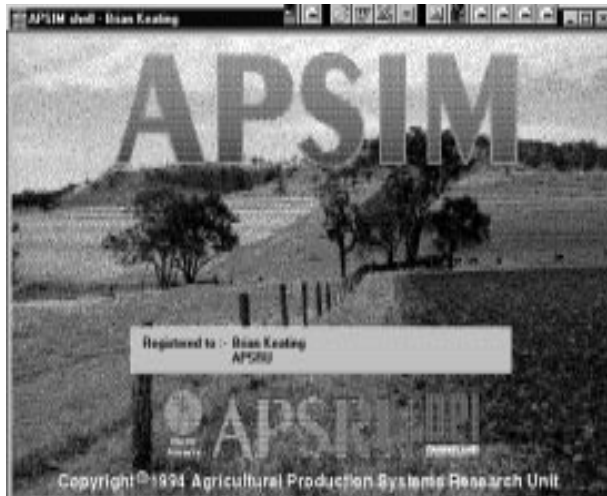 APSIM shell - Brian Keating
APSIM
Registered to :- Brian Keating
APSRU
APSRU
Copyright © 1994 Agricultural Production Systems Research Unit